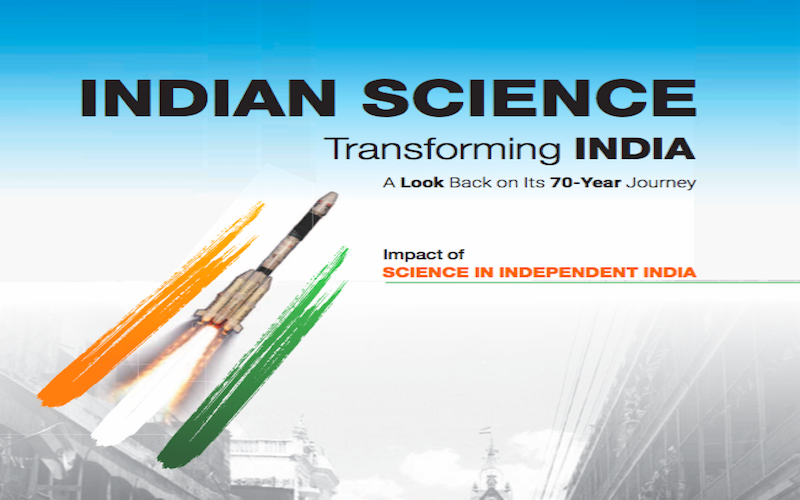 INDIAN SCIENCE
Transforming INDIA
A Look Back on Its 70-Year Journey
Impact of
SCIENCE IN INDEPENDENT INDIA